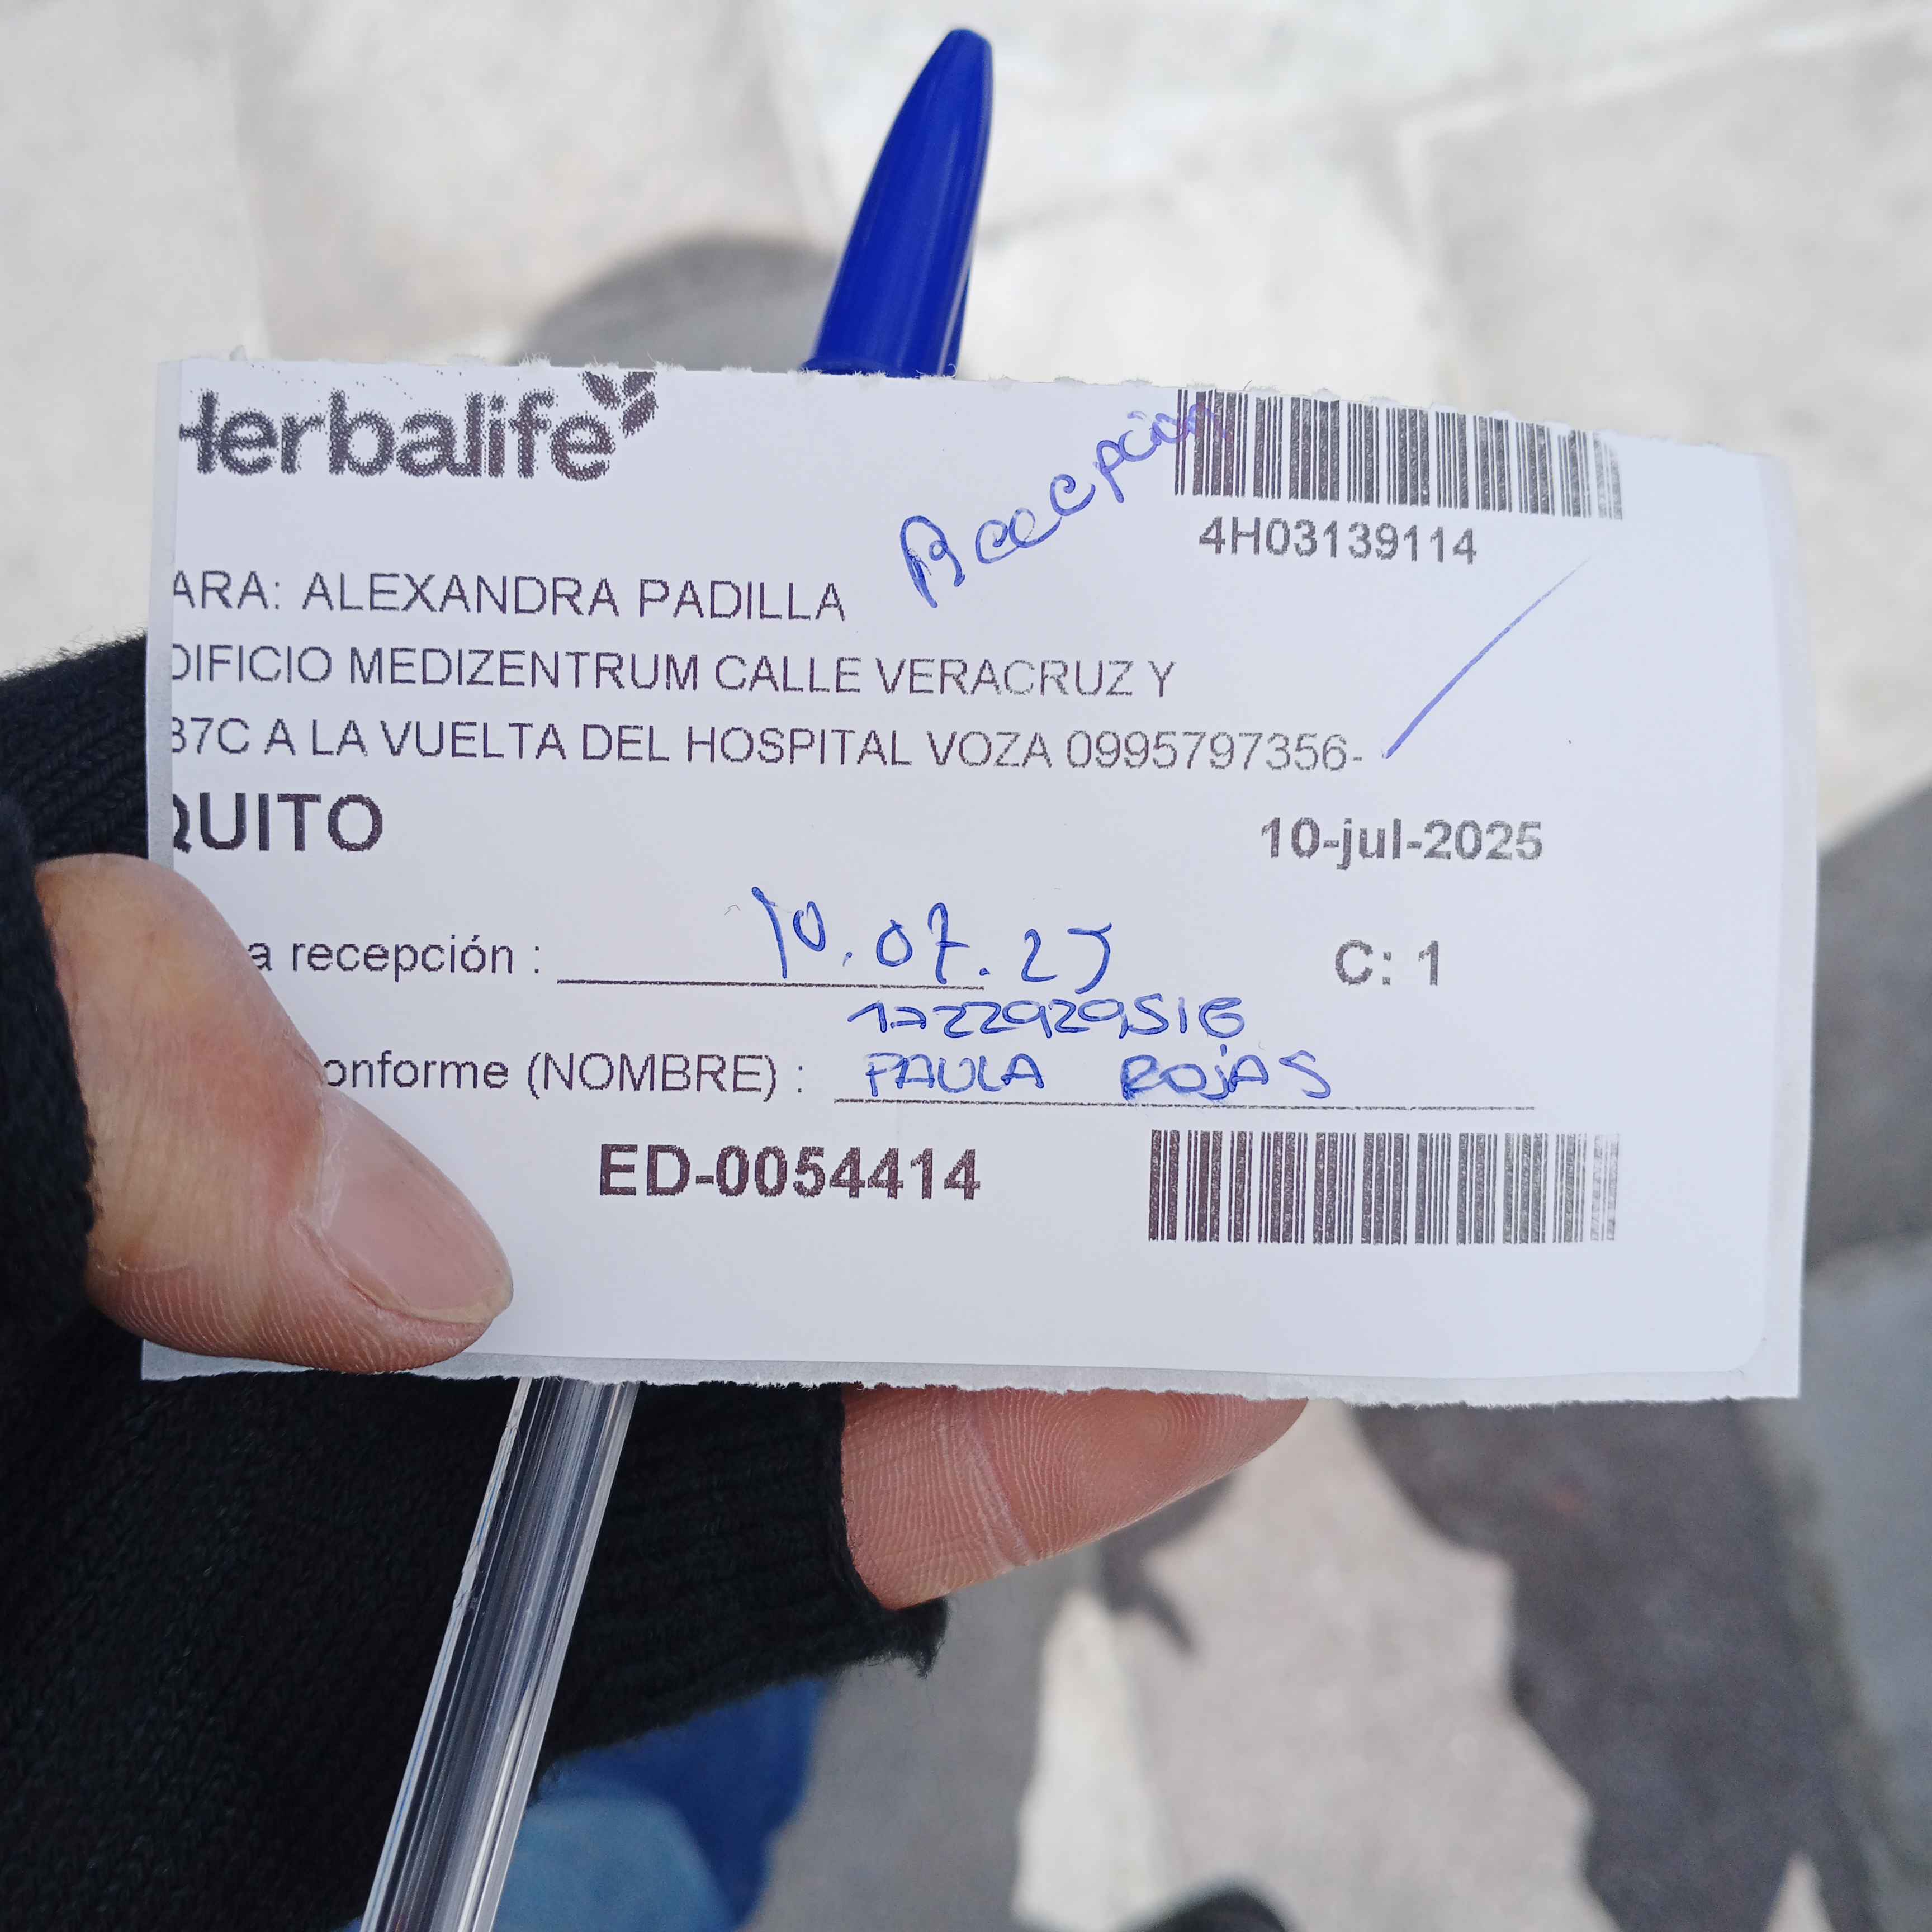 Herbalife
Recepción
4H03139114
ARA: ALEXANDRA PADILLA
DIFICIO MEDIZENTRUM CALLE VERACRUZ Y
37C A LA VUELTA DEL HOSPITAL VOZA 0995797356-
QUITO
10-jul-2025
a recepción : 10.07.25
C: 1
1722929516
onforme (NOMBRE) : PAULA ROJAS
ED-0054414